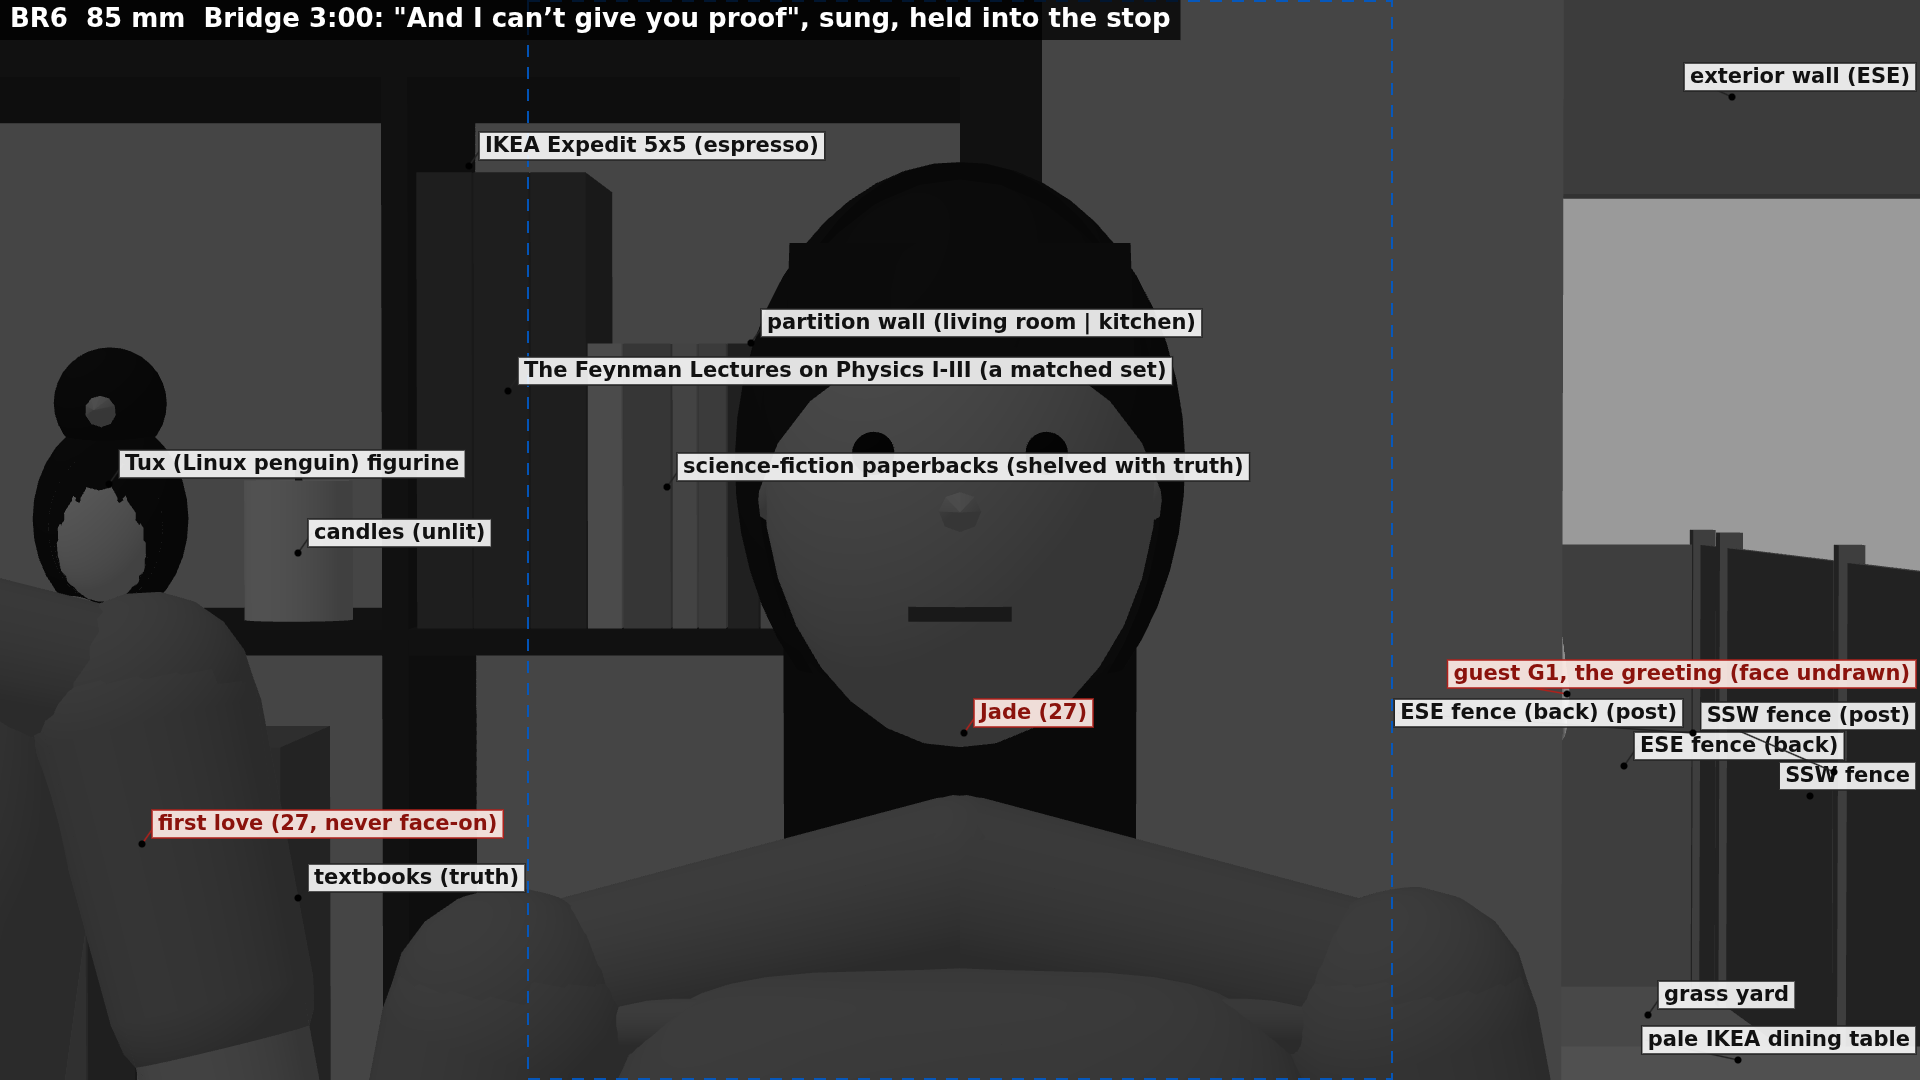 BR6  85 mm  Bridge 3:00: "And I can’t give you proof", sung, held into the stop
exterior wall (ESE)
IKEA Expedit 5x5 (espresso)
partition wall (living room | kitchen)
The Feynman Lectures on Physics I-III (a matched set)
Tux (Linux penguin) figurine
science-fiction paperbacks (shelved with truth)
candles (unlit)
guest G1, the greeting (face undrawn)
Jade (27)
ESE fence (back) (post)
SSW fence (post)
ESE fence (back)
SSW fence
first love (27, never face-on)
textbooks (truth)
grass yard
pale IKEA dining table